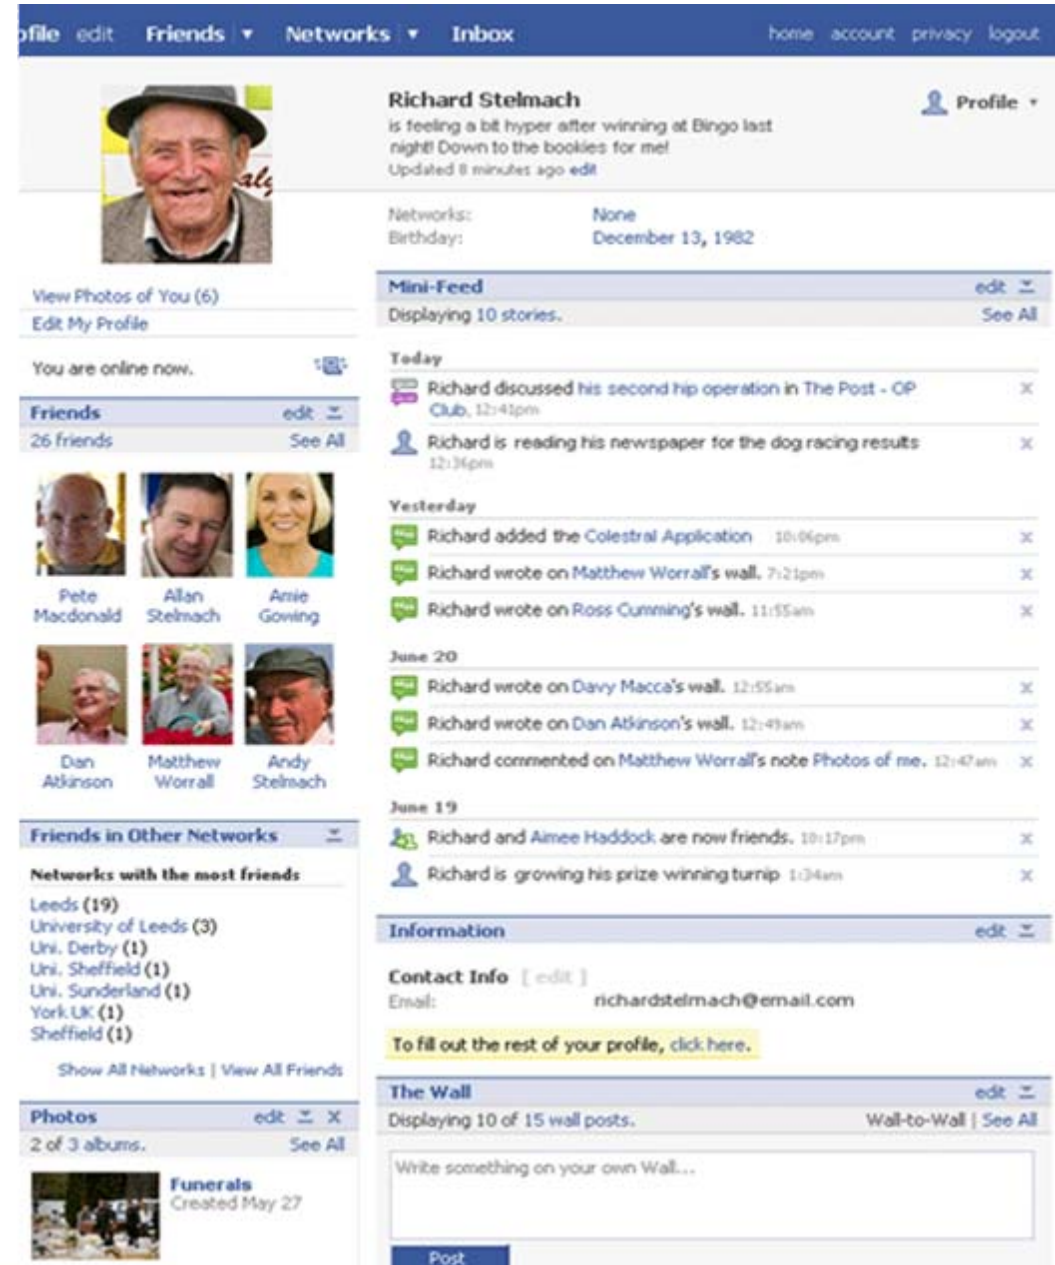 ofile edit Friends Networks Inbox home account privacy logout
Richard Stelmach
is feeling a bit hyper after winning at Bingo last
night! Down to the bookies for me!
Updated 8 minutes ago edit
Profile
Networks: None
Birthday: December 13, 1982
View Photos of You (6)
Edit My Profile
You are online now.
Friends edit
26 friends See All
Pete
Macdonald
Allan
Stelmach
Amie
Gowing
Dan
Atkinson
Matthew
Worrall
Andy
Stelmach
Friends in Other Networks
Networks with the most friends
Leeds (19)
University of Leeds (3)
Uni. Derby (1)
Uni. Sheffield (1)
Uni. Sunderland (1)
York UK (1)
Sheffield (1)
Show All Networks | View All Friends
Photos edit X
2 of 3 albums. See All
Funerals
Created May 27
Mini-Feed edit
Displaying 10 stories. See All
Today
Richard discussed his second hip operation in The Post - OP
Club, 12:41pm
Richard is reading his newspaper for the dog racing results
12:36pm
Yesterday
Richard added the Colestral Application 10:06pm
Richard wrote on Matthew Worrall's wall. 7:21pm
Richard wrote on Ross Cumming's wall. 11:55am
June 20
Richard wrote on Davy Macca's wall. 12:55am
Richard wrote on Dan Atkinson's wall. 12:49am
Richard commented on Matthew Worrall's note Photos of me. 12:47am
June 19
Richard and Aimee Haddock are now friends. 10:17pm
Richard is growing his prize winning turnip 1:34am
Information edit
Contact Info [ edit ]
Email: richardstelmach@email.com
To fill out the rest of your profile, click here.
The Wall edit
Displaying 10 of 15 wall posts. Wall-to-Wall | See All
Write something on your own Wall...
Post